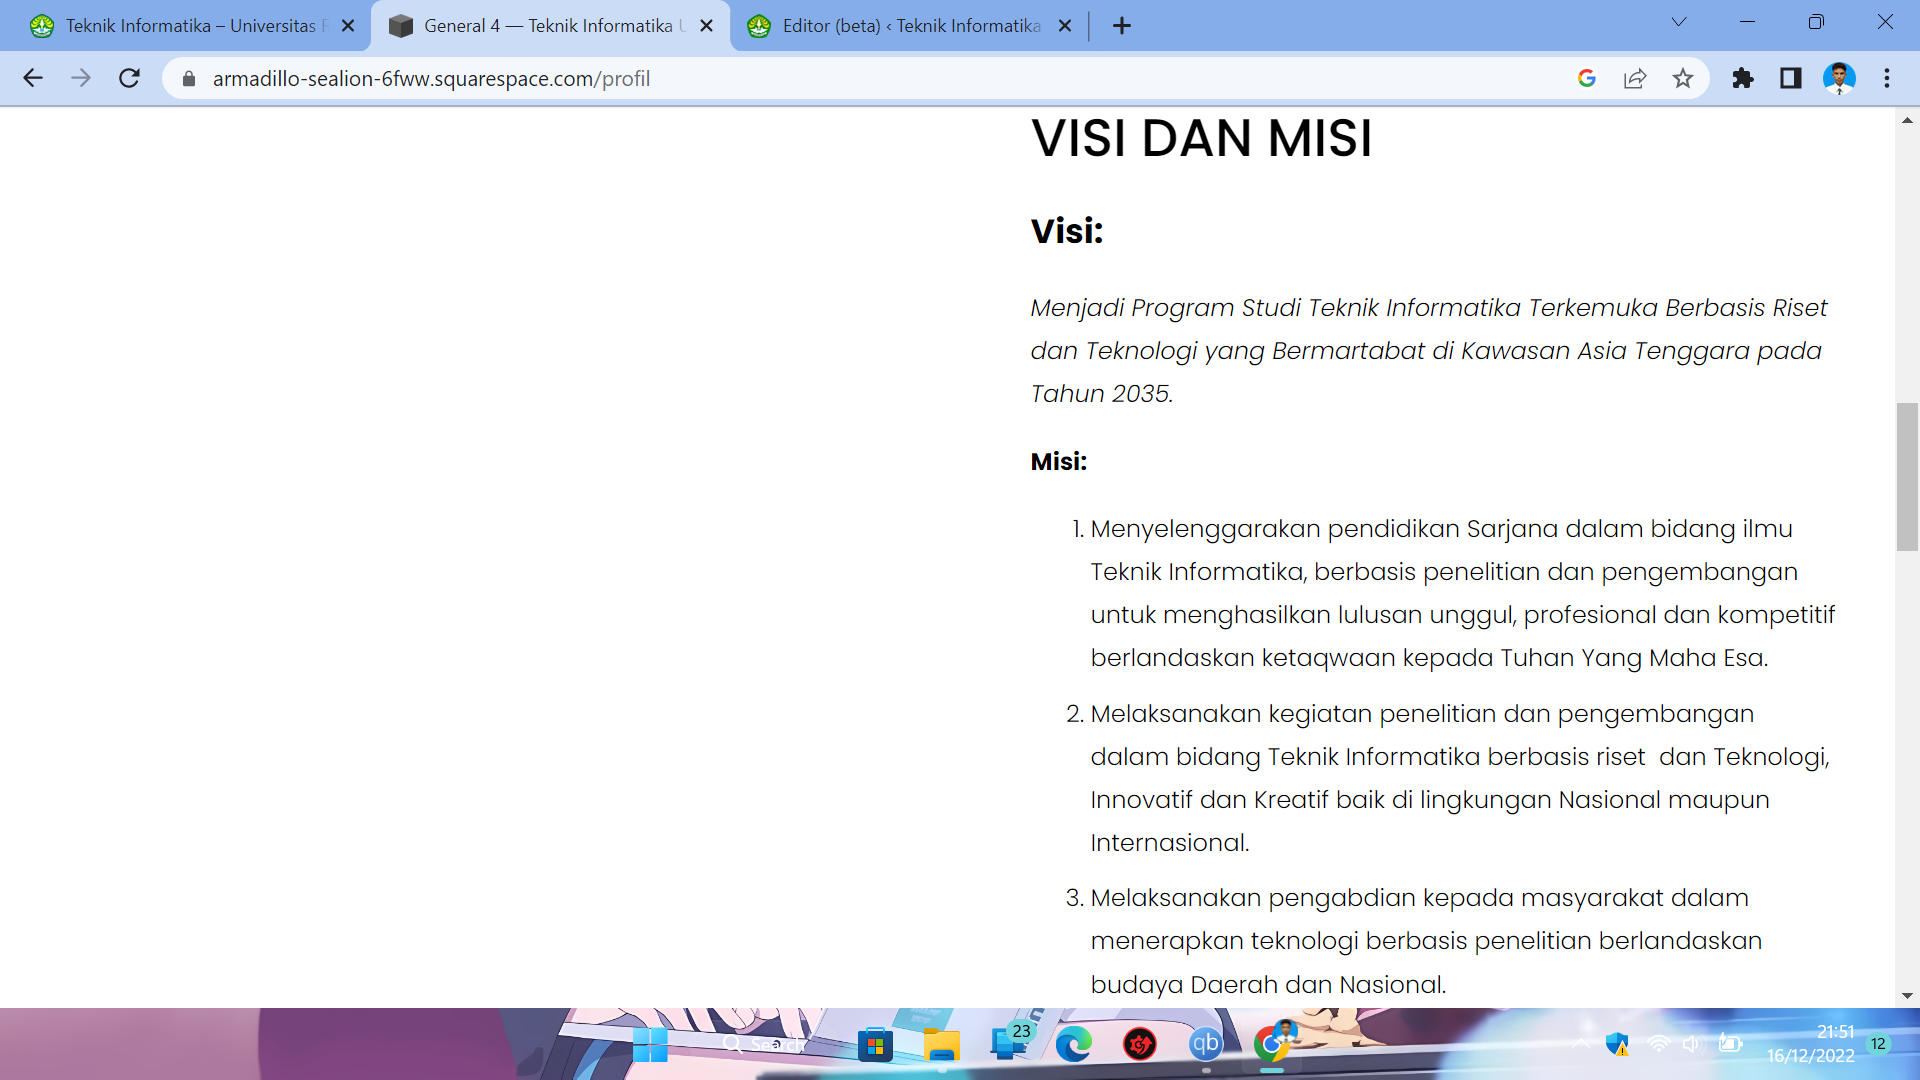 Teknik Informatika – Universitas
General 4 — Teknik Informatika
Editor (beta) ‹ Teknik Informatika
armadillo-sealion-6fww.squarespace.com/profil
VISI DAN MISI
Visi:
Menjadi Program Studi Teknik Informatika Terkemuka Berbasis Riset
dan Teknologi yang Bermartabat di Kawasan Asia Tenggara pada
Tahun 2035.
Misi:
1. Menyelenggarakan pendidikan Sarjana dalam bidang ilmu
Teknik Informatika, berbasis penelitian dan pengembangan
untuk menghasilkan lulusan unggul, profesional dan kompetitif
berlandaskan ketaqwaan kepada Tuhan Yang Maha Esa.
2. Melaksanakan kegiatan penelitian dan pengembangan
dalam bidang Teknik Informatika berbasis riset  dan Teknologi,
Innovatif dan Kreatif baik di lingkungan Nasional maupun
Internasional.
3. Melaksanakan pengabdian kepada masyarakat dalam
menerapkan teknologi berbasis penelitian berlandaskan
budaya Daerah dan Nasional.
Search
23
qb
21:51
16/12/2022
12